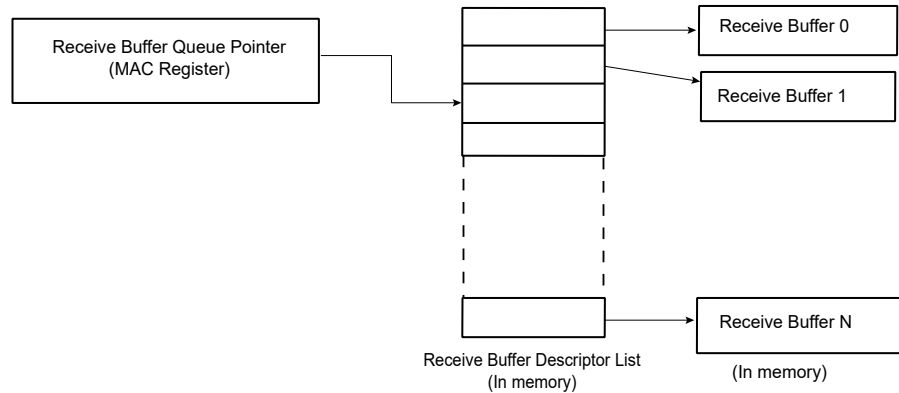 Receive Buffer Queue Pointer
(MAC Register)
Receive Buffer 0
Receive Buffer 1
Receive Buffer N
Receive Buffer Descriptor List
(In memory)
(In memory)